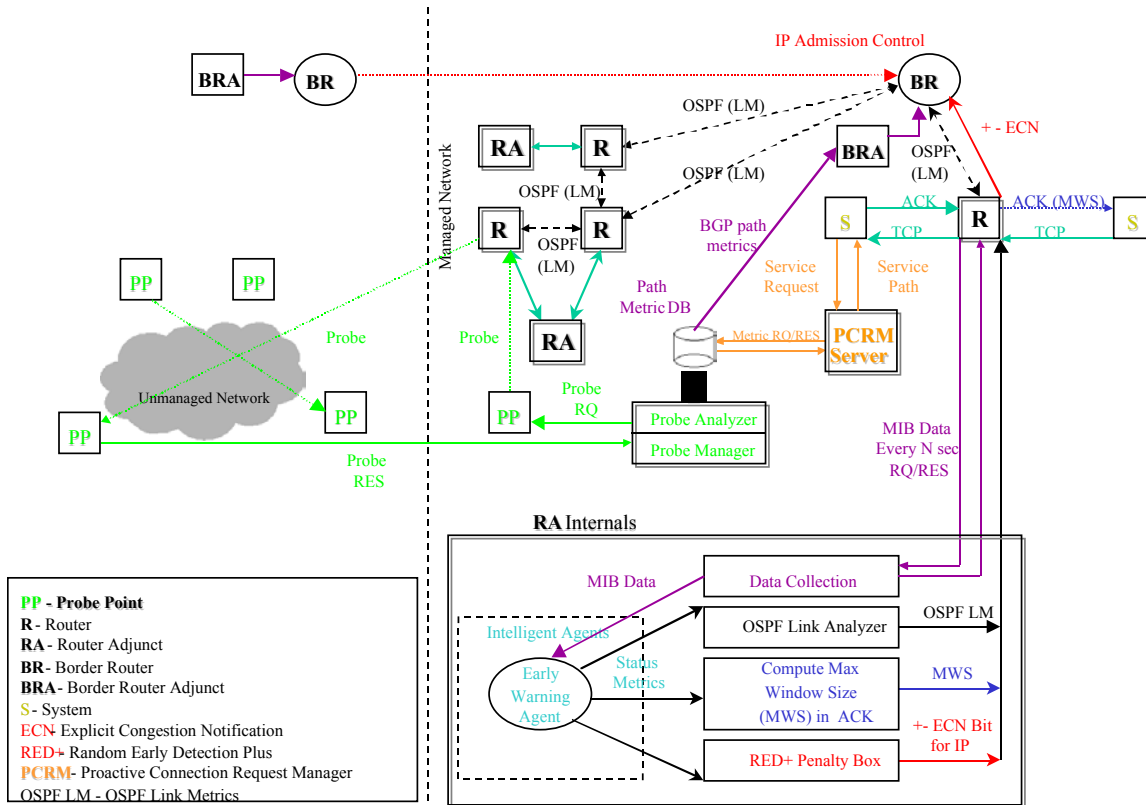 IP Admission Control
BRA
BR
BR
OSPF (LM)
+ - ECN
RA
R
BRA
OSPF
(LM)
OSPF (LM)
Managed Network
OSPF (LM)
ACK
ACK (MWS)
R
R
OSPF
(LM)
BGP path
metrics
S
R
S
TCP
TCP
PP
PP
Service
Request
Service
Path
Path
Metric DB
Probe
Probe
RA
Metric RQ/RES
PCRM
Server
Unmanaged Network
PP
PP
Probe
RQ
PP
Probe Analyzer
Probe Manager
Probe
RES
MIB Data
Every N sec
RQ/RES
RA Internals
MIB Data
Data Collection
Intelligent Agents
OSPF Link Analyzer
OSPF LM
Early
Warning
Agent
Status
Metrics
Compute Max
Window Size
(MWS) in ACK
MWS
RED+ Penalty Box
+- ECN Bit
for IP
PP - Probe Point
R - Router
RA - Router Adjunct
BR - Border Router
BRA - Border Router Adjunct
S - System
ECN- Explicit Congestion Notification
RED+ - Random Early Detection Plus
PCRM - Proactive Connection Request Manager
OSPF LM - OSPF Link Metrics